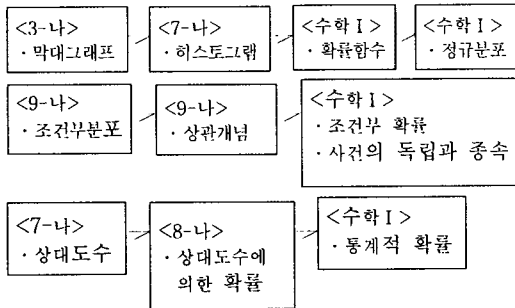 <3-나>
· 막대그래프
<7-나>
· 히스토그램
<수학 I>
· 확률함수
<수학 I>
· 정규분포
<9-나>
· 조건부분포
<9-나>
· 상관개념
<수학 I>
· 조건부 확률
· 사건의 독립과 종속
<7-나>
· 상대도수
<8-나>
· 상대도수에
의한 확률
<수학 I>
· 통계적 확률